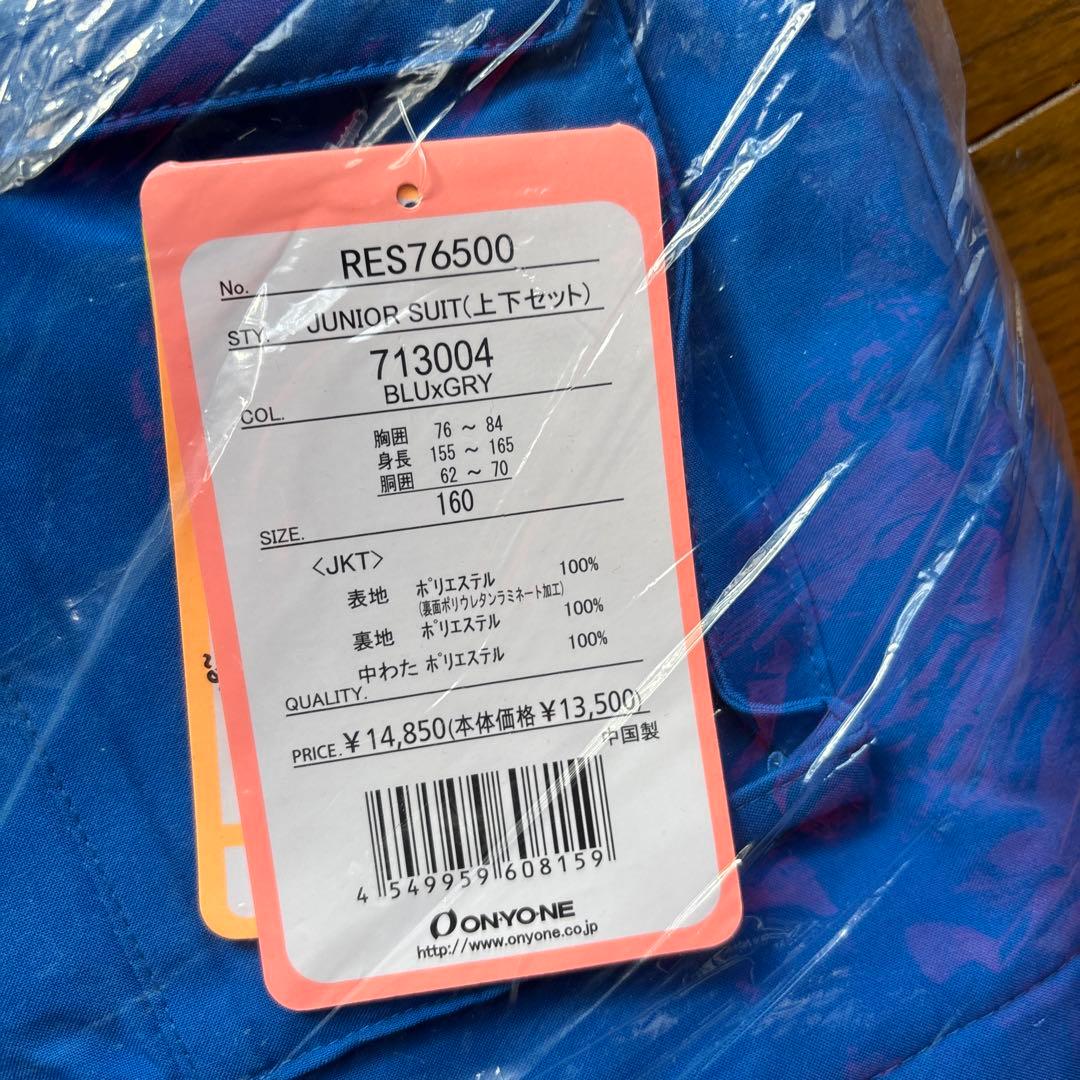 No. RES76500
STY. JUNIOR SUIT(上下セット)
713004
COL. BLUxGRY
胸囲 76 ～ 84
身長 155 ～ 165
胴囲 62 ～ 70
SIZE. 160
〈JKT〉
表地 ポリエステル 100%
(裏面ポリウレタンラミネート加工)
裏地 ポリエステル 100%
中わた ポリエステル 100%
QUALITY.
PRICE. ￥14,850(本体価格￥13,500)
中国製
4 549959 608159
ON•YO•NE
http://www.onyone.co.jp